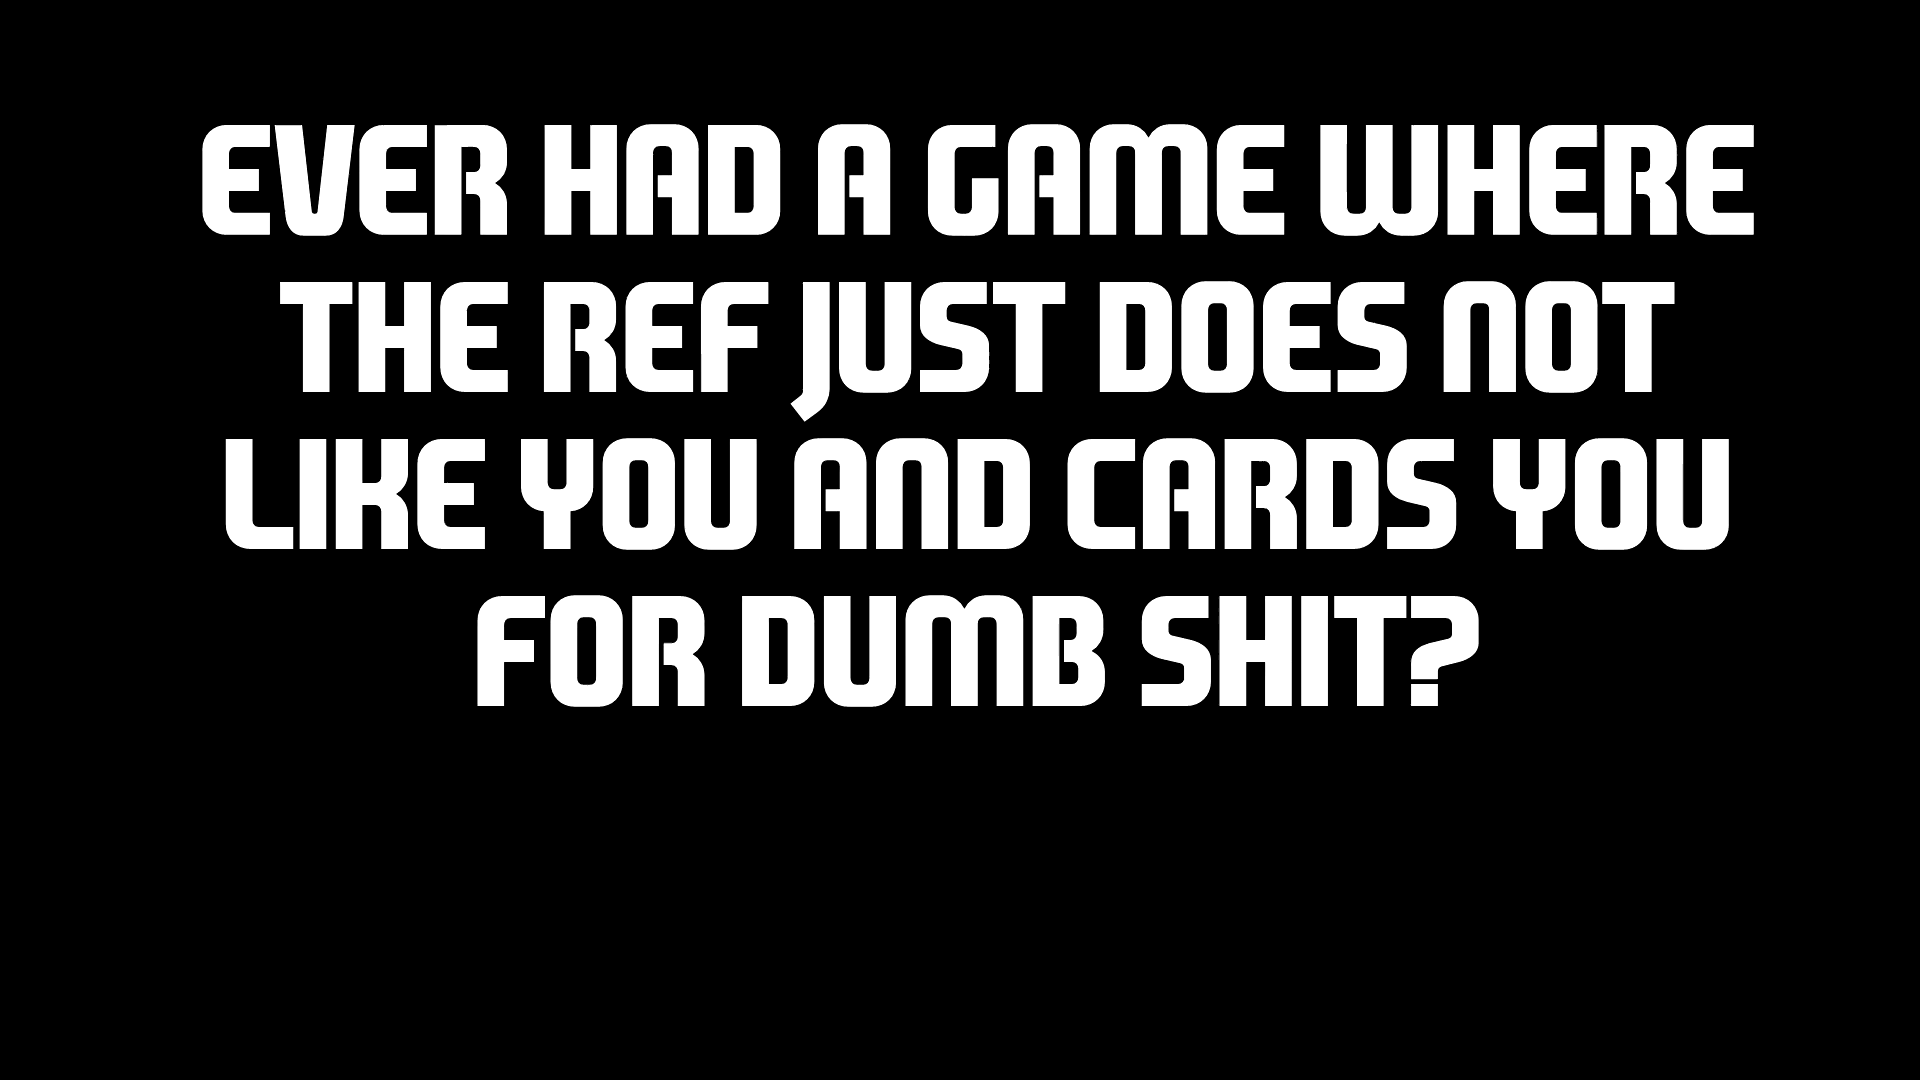 EVER HAD A GAME WHERE
THE REF JUST DOES NOT
LIKE YOU AND CARDS YOU
FOR DUMB SHIT?